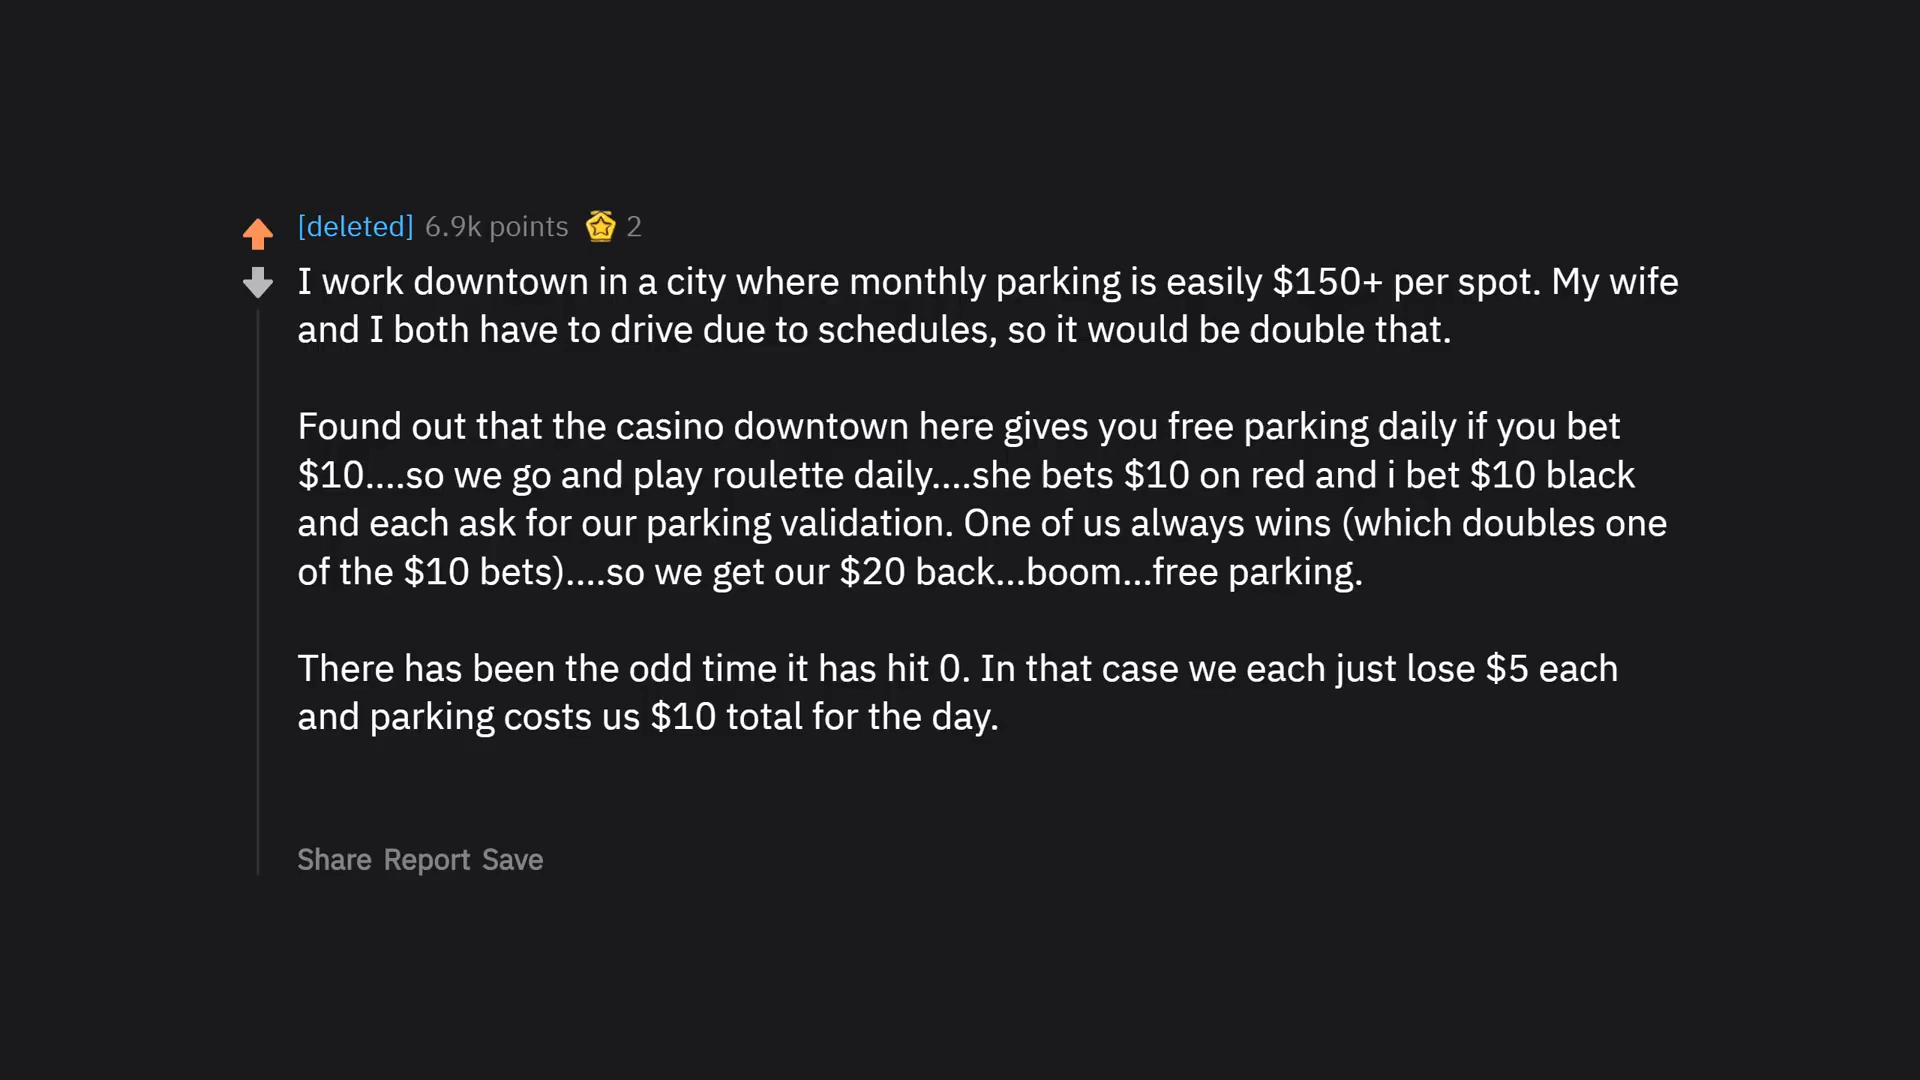 [deleted] 6.9k points 2
I work downtown in a city where monthly parking is easily $150+ per spot. My wife
and I both have to drive due to schedules, so it would be double that.
Found out that the casino downtown here gives you free parking daily if you bet
$10....so we go and play roulette daily....she bets $10 on red and i bet $10 black
and each ask for our parking validation. One of us always wins (which doubles one
of the $10 bets)....so we get our $20 back...boom...free parking.
There has been the odd time it has hit 0. In that case we each just lose $5 each
and parking costs us $10 total for the day.
Share Report Save